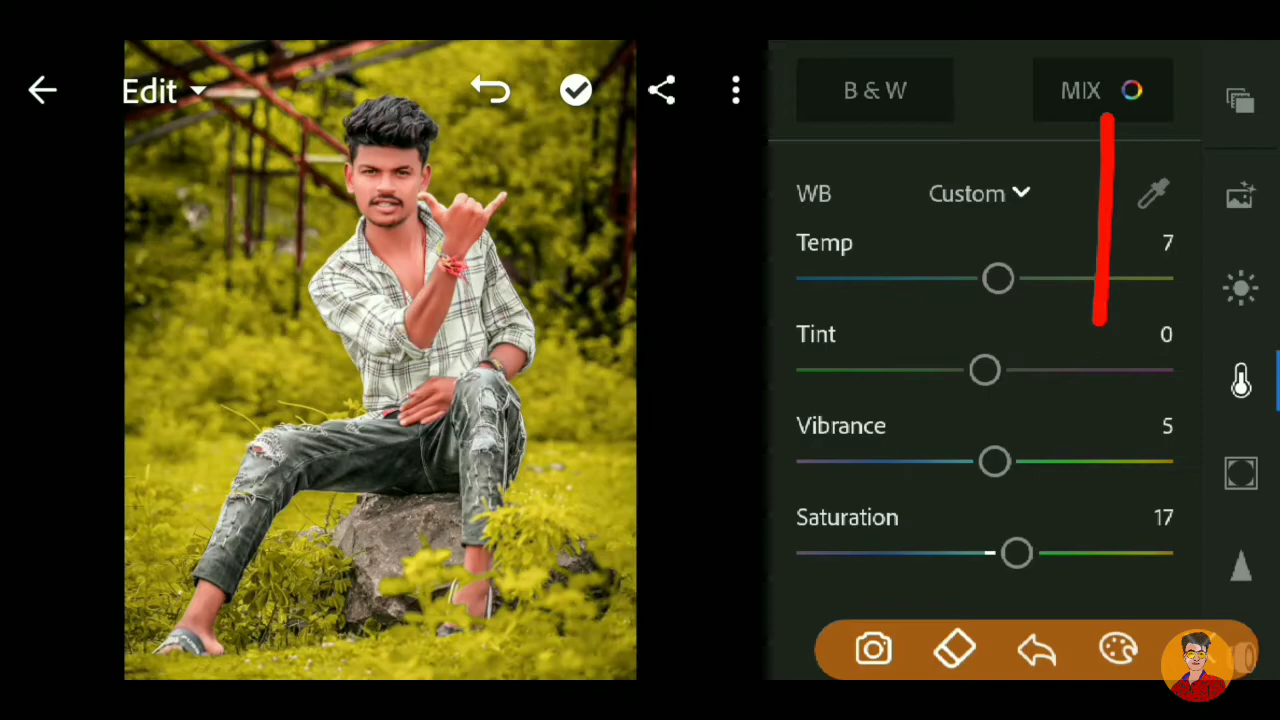 Edit
B & W
MIX
WB
Custom
Temp
7
Tint
0
Vibrance
5
Saturation
17